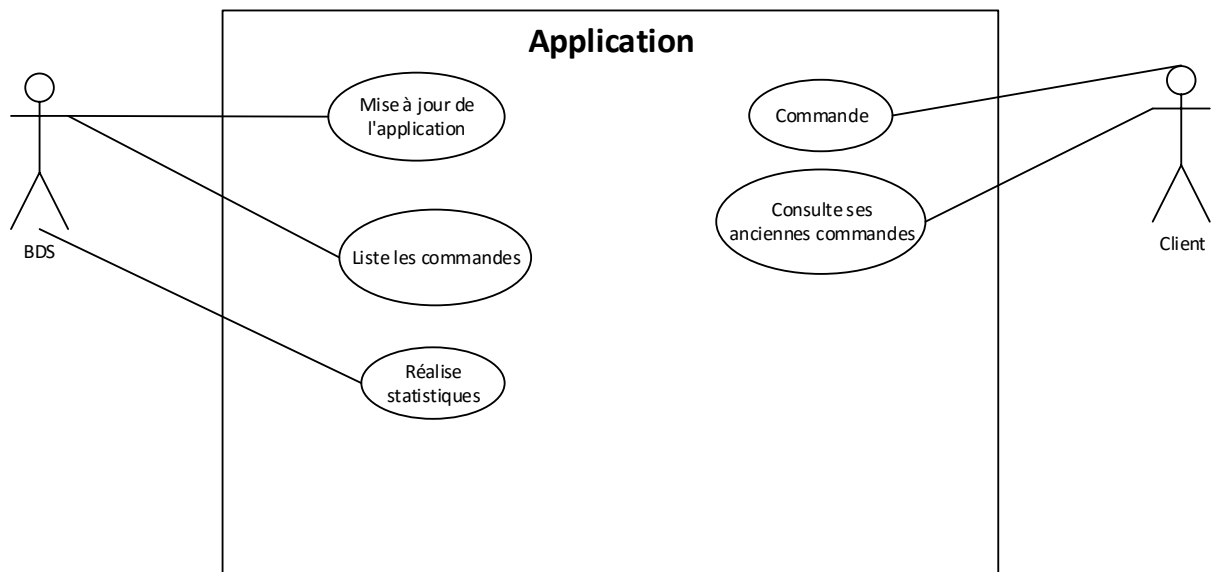 Application
Mise à jour de
l'application
Commande
Liste les commandes
Consulte ses
anciennes commandes
Réalise
statistiques
BDS
Client